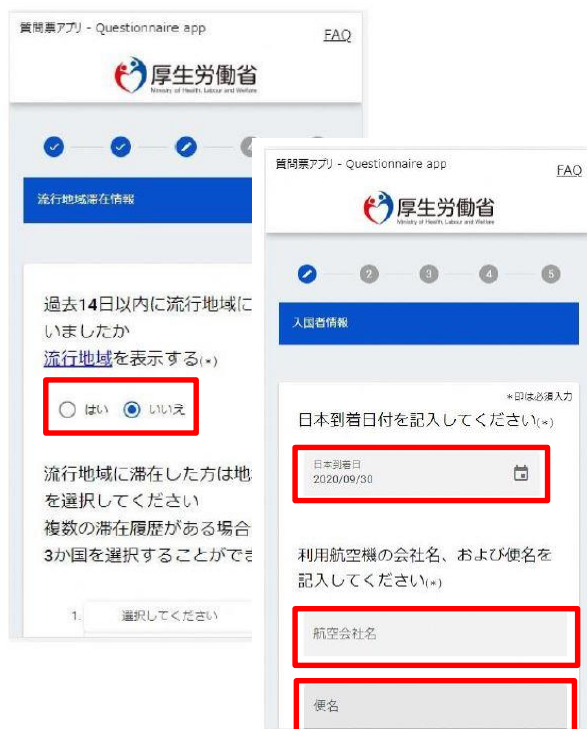 質問票アプリ - Questionnaire app
FAQ
厚生労働省
Ministry of Health, Labour and Welfare
流行地域滞在情報
過去14日以内に流行地域に
いましたか
流行地域を表示する(*)
はい いいえ
流行地域に滞在した方は地
を選択してください
複数の滞在履歴がある場合
3か国を選択することができ
1. 選択してください
質問票アプリ - Questionnaire app
FAQ
厚生労働省
Ministry of Health, Labour and Welfare
2 3 4 5
入国者情報
*印は必須入力
日本到着日付を記入してください(*)
日本到着日
2020/09/30
利用航空機の会社名、および便名を
記入してください(*)
航空会社名
便名